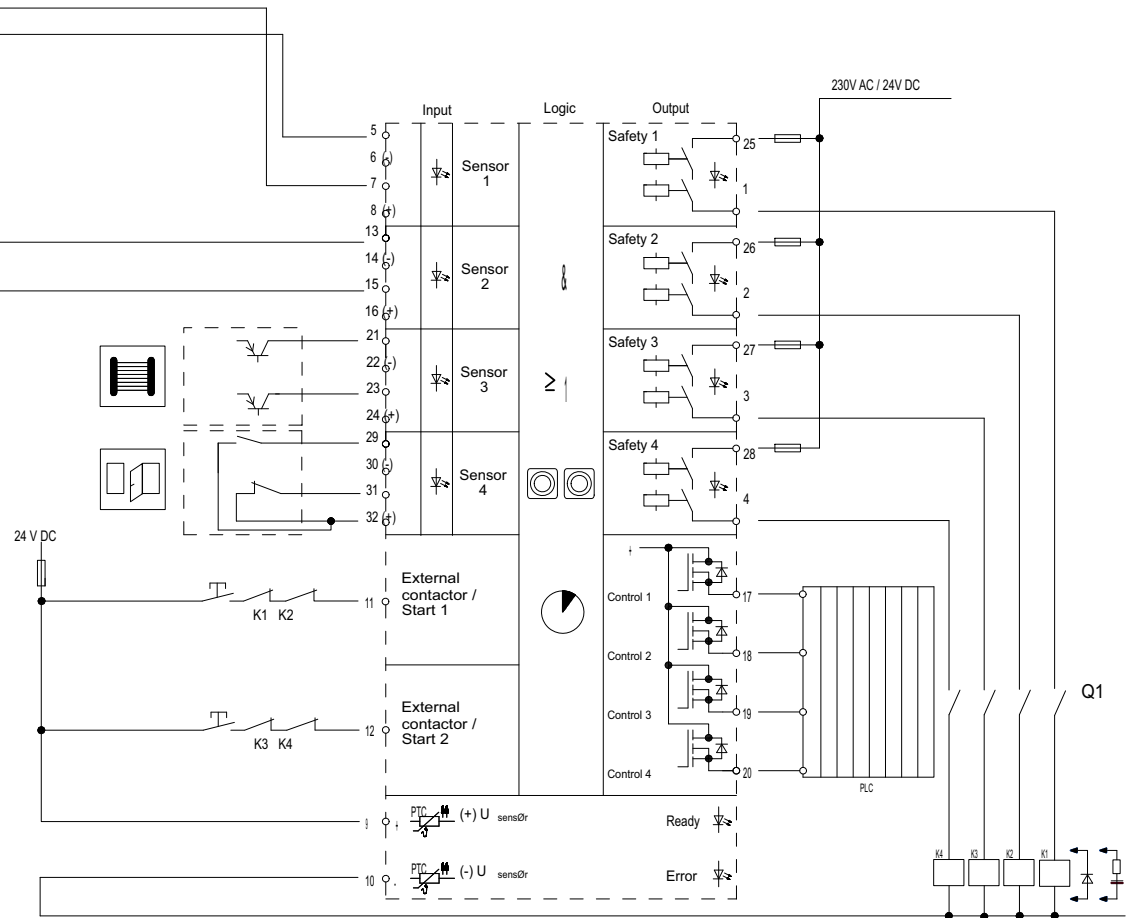 230V AC / 24V DC
Input
Logic
Output
5
6 (-)
7
8 (+)
Sensor
1
Safety 1
25
1
13
14 (-)
15
16 (+)
Sensor
2
&
Safety 2
26
2
21
22 (-)
23
24 (+)
Sensor
3
≥ 1
Safety 3
27
3
29
30 (-)
31
32 (+)
Sensor
4
Safety 4
28
4
24 V DC
K1 K2
11
External
contactor /
Start 1
Control 1
17
Control 2
18
K3 K4
12
External
contactor /
Start 2
Control 3
19
Control 4
20
PLC
Q1
9
+
PTC
(+) U sensØr
Ready
10
-
PTC
(-) U sensØr
Error
K4
K3
K2
K1